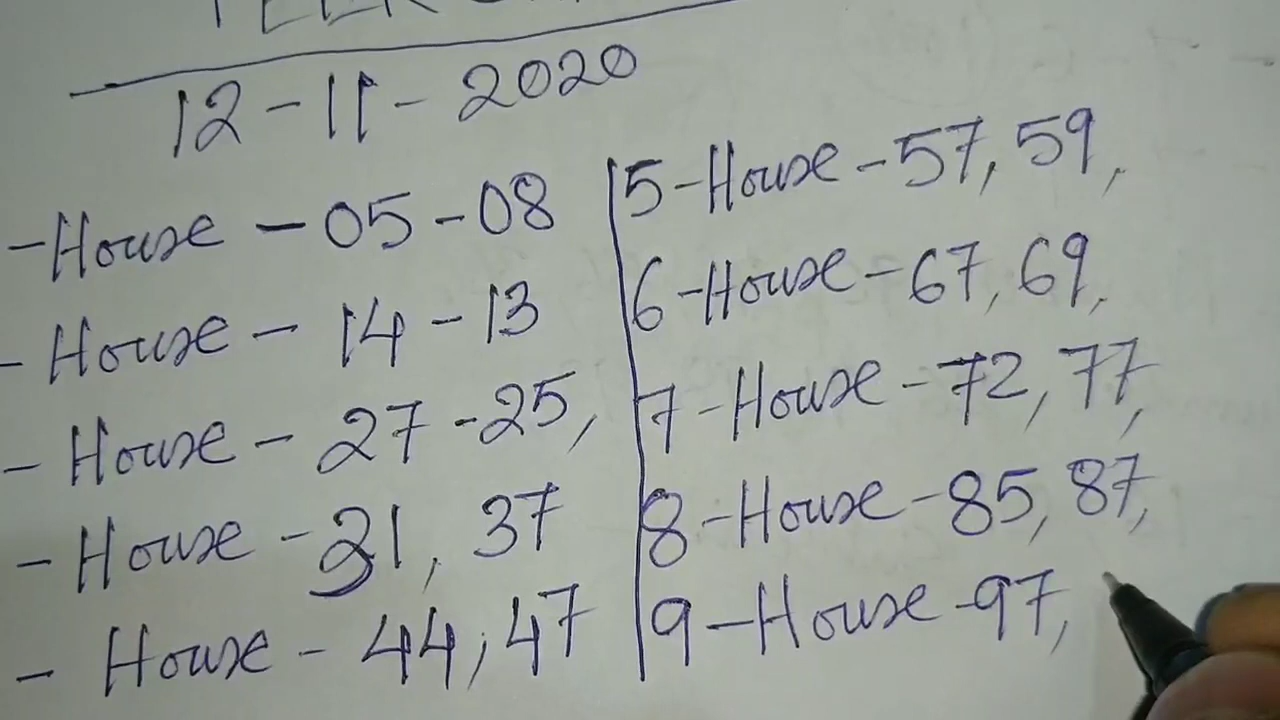 12-11-2020
-House - 05-08
- House - 14-13
- House - 27-25,
- House - 31, 37
- House - 44, 47
5-House-57, 59,
6-House-67, 69,
7-House-72, 77,
8-House-85, 87,
9-House-97,